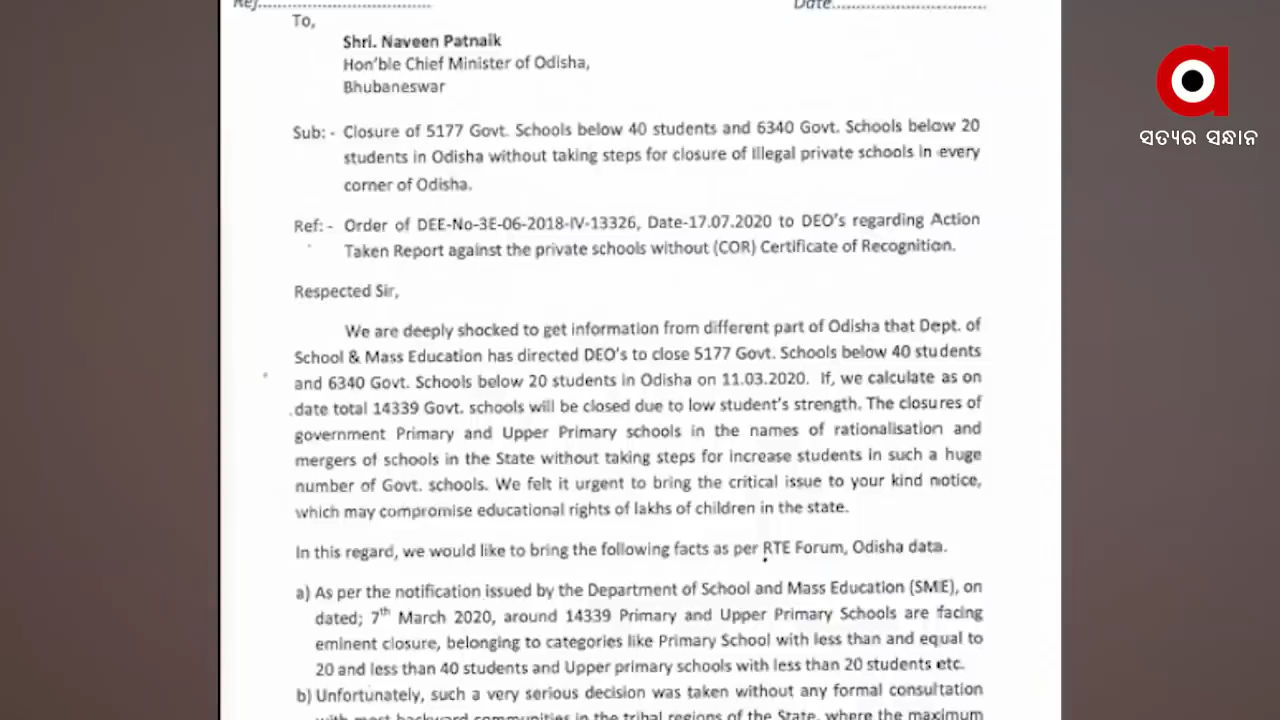 Ref................................................
Date..........................................
To,
Shri. Naveen Patnaik
Hon'ble Chief Minister of Odisha,
Bhubaneswar
Sub: - Closure of 5177 Govt. Schools below 40 students and 6340 Govt. Schools below 20
students in Odisha without taking steps for closure of Illegal private schools in every
corner of Odisha.
Ref: - Order of DEE-No-3E-06-2018-IV-13326, Date-17.07.2020 to DEO's regarding Action
Taken Report against the private schools without (COR) Certificate of Recognition.
Respected Sir,
We are deeply shocked to get information from different part of Odisha that Dept. of
School & Mass Education has directed DEO's to close 5177 Govt. Schools below 40 students
and 6340 Govt. Schools below 20 students in Odisha on 11.03.2020. If, we calculate as on
date total 14339 Govt. schools will be closed due to low student's strength. The closures of
government Primary and Upper Primary schools in the names of rationalisation and
mergers of schools in the State without taking steps for increase students in such a huge
number of Govt. schools. We felt it urgent to bring the critical issue to your kind notice,
which may compromise educational rights of lakhs of children in the state.
In this regard, we would like to bring the following facts as per RTE Forum, Odisha data.
a) As per the notification issued by the Department of School and Mass Education (SME), on
dated; 7th March 2020, around 14339 Primary and Upper Primary Schools are facing
eminent closure, belonging to categories like Primary School with less than and equal to
20 and less than 40 students and Upper primary schools with less than 20 students etc.
b) Unfortunately, such a very serious decision was taken without any formal consultation
with most backward communities in the tribal regions of the State, where the maximum
ସତ୍ୟର ସନ୍ଧାନ